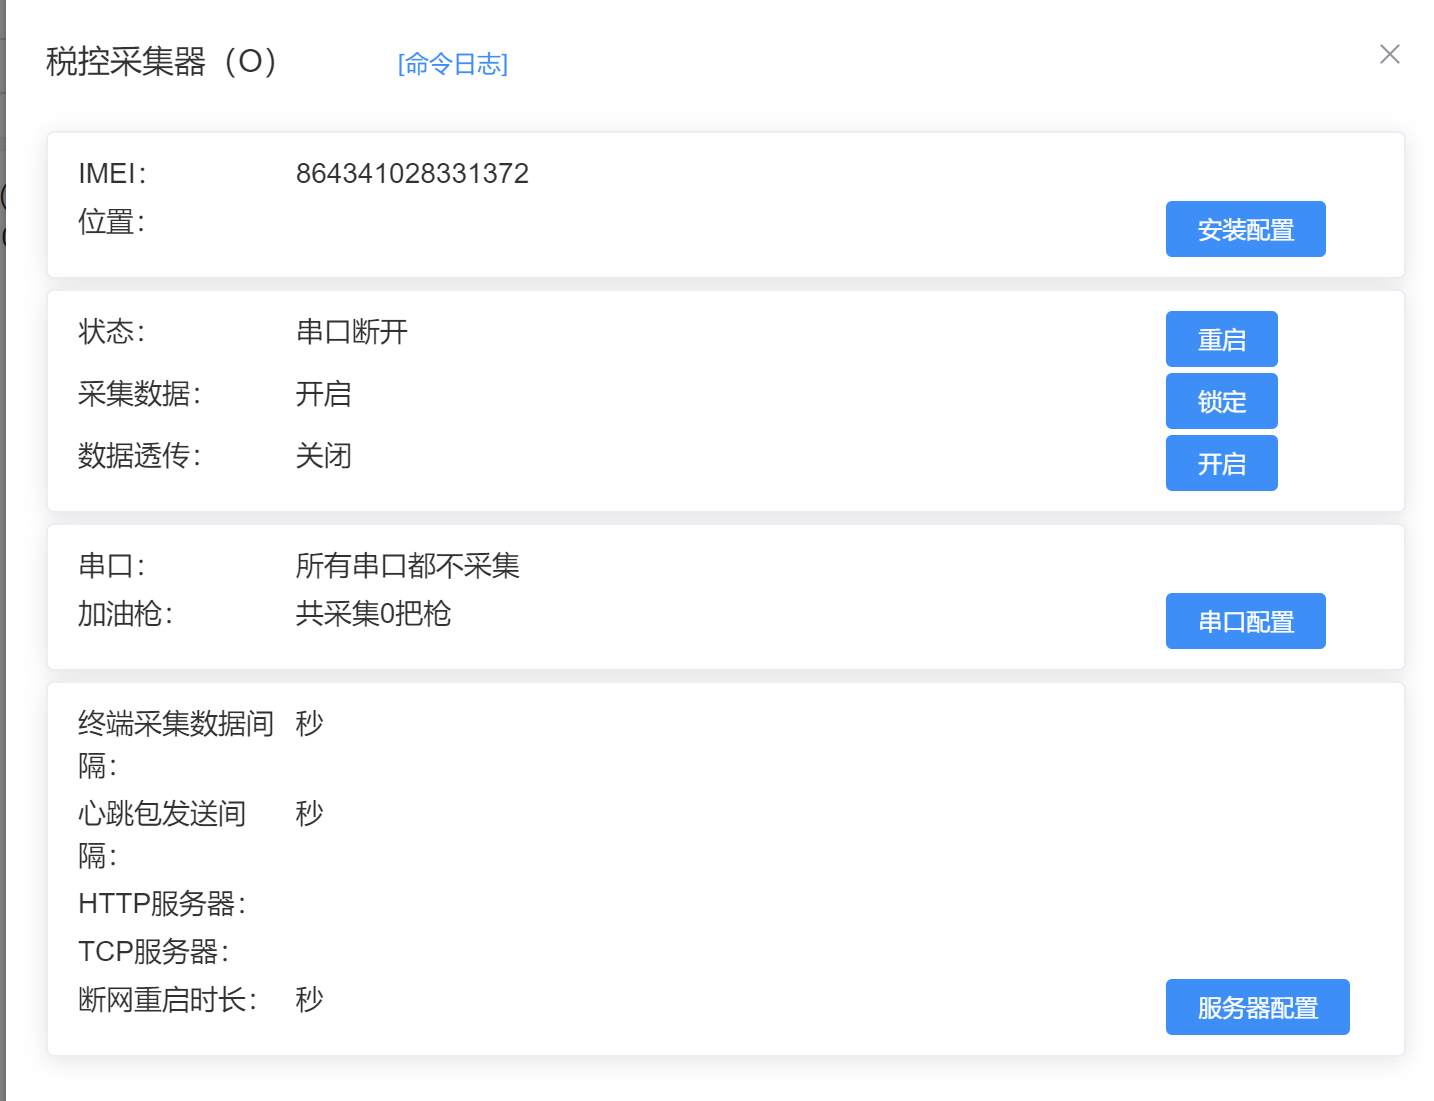 税控采集器（O） [命令日志]
IMEI： 864341028331372
位置：
安装配置
状态： 串口断开 重启
采集数据： 开启 锁定
数据透传： 关闭 开启
串口： 所有串口都不采集
加油枪： 共采集0把枪 串口配置
终端采集数据间 秒
隔：
心跳包发送间 秒
隔：
HTTP服务器：
TCP服务器：
断网重启时长： 秒 服务器配置